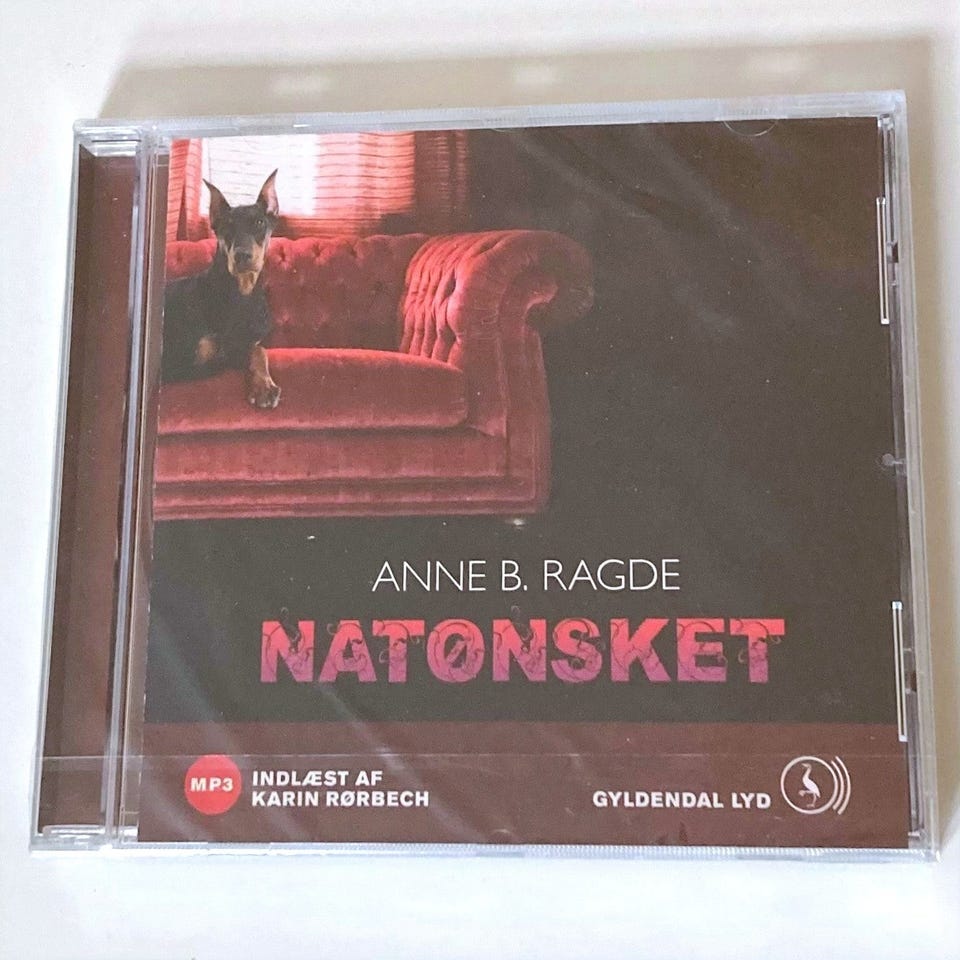 ANNE B. RAGDE
NATØNSKET
MP3
INDLÆST AF
KARIN RØRBECH
GYLDENDAL LYD